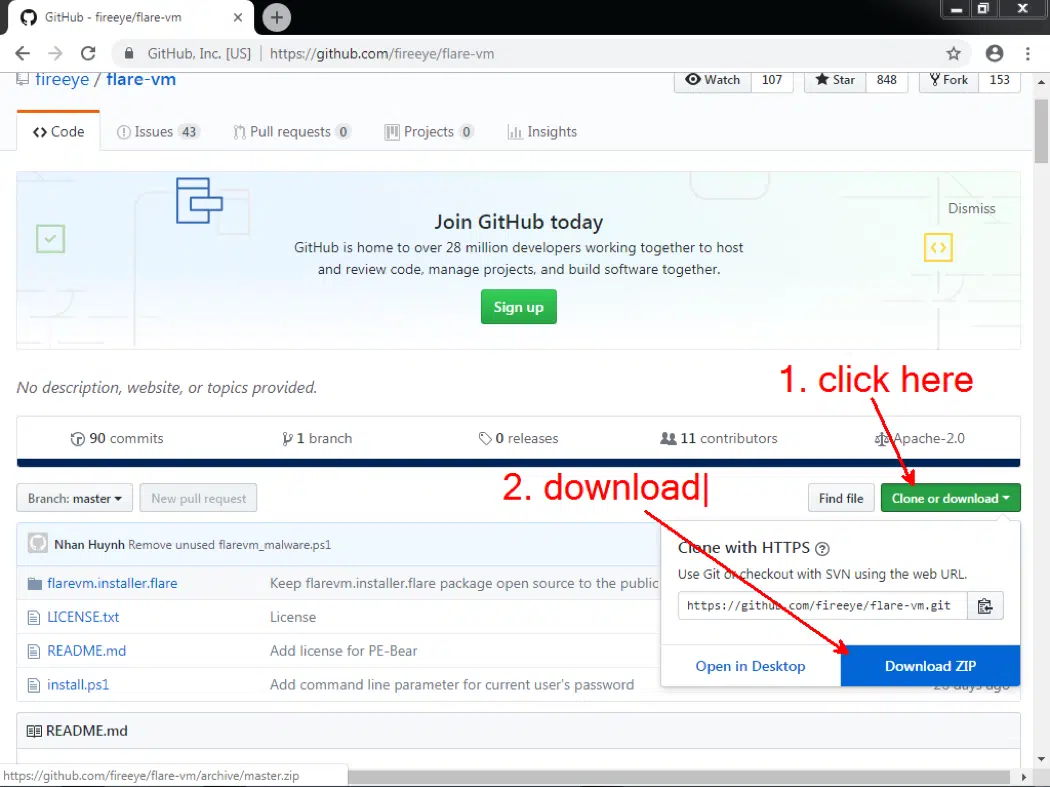 GitHub - fireeye/flare-vm
GitHub, Inc. [US] | https://github.com/fireeye/flare-vm
fireeye / flare-vm
Watch 107 Star 848 Fork 153
Code Issues 43 Pull requests 0 Projects 0 Insights
Dismiss
Join GitHub today
GitHub is home to over 28 million developers working together to host
and review code, manage projects, and build software together.
Sign up
No description, website, or topics provided.
1. click here
90 commits 1 branch 0 releases 11 contributors Apache-2.0
2. download|
Branch: master New pull request Find file Clone or download
Nhan Huynh Remove unused flarevm_malware.ps1
Clone with HTTPS
Use Git or checkout with SVN using the web URL.
https://github.com/fireeye/flare-vm.git
Open in Desktop Download ZIP
flarevm.installer.flare Keep flarevm.installer.flare package open source to the public
LICENSE.txt License
README.md Add license for PE-Bear
install.ps1 Add command line parameter for current user's password 20 days ago
README.md
https://github.com/fireeye/flare-vm/archive/master.zip